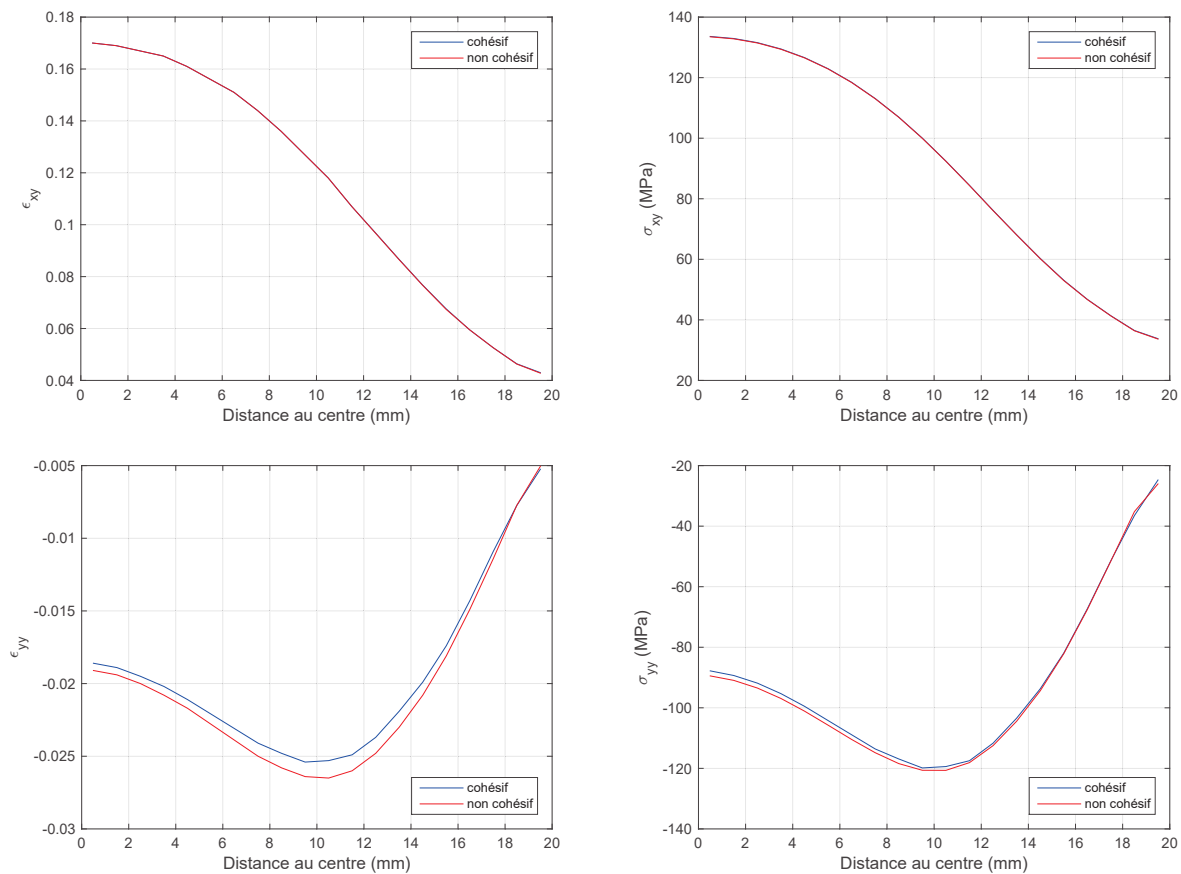 0.18
0.16
0.14
0.12
0.1
0.08
0.06
0.04
ϵxy
0 2 4 6 8 10 12 14 16 18 20
Distance au centre (mm)
cohésif
non cohésif
140
120
100
80
60
40
20
σxy (MPa)
0 2 4 6 8 10 12 14 16 18 20
Distance au centre (mm)
cohésif
non cohésif
-0.005
-0.01
-0.015
-0.02
-0.025
-0.03
ϵyy
0 2 4 6 8 10 12 14 16 18 20
Distance au centre (mm)
cohésif
non cohésif
-20
-40
-60
-80
-100
-120
-140
σyy (MPa)
0 2 4 6 8 10 12 14 16 18 20
Distance au centre (mm)
cohésif
non cohésif